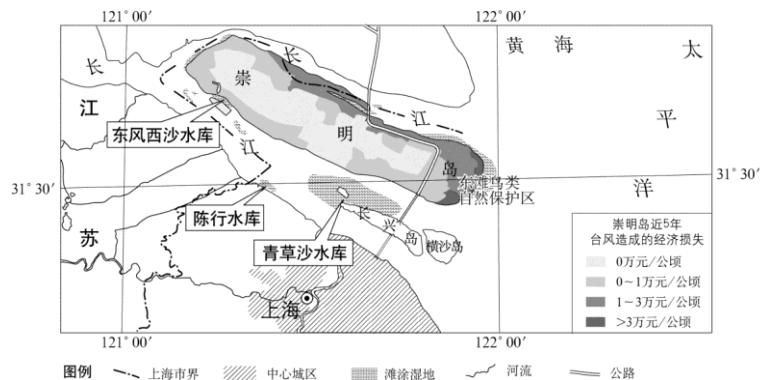 121°00′
122°00′
黄海
太平洋
长江
长江
江苏
崇明岛
东风西沙水库
31°30′
31°30′
东滩鸟类
自然保护区
陈行水库
青草沙水库
长兴岛
横沙岛
上海
崇明岛近5年
台风造成的经济损失
0万元/公顷
0~1万元/公顷
1~3万元/公顷
>3万元/公顷
121°00′
122°00′
图例 上海市界 中心城区 滩涂湿地 河流 公路